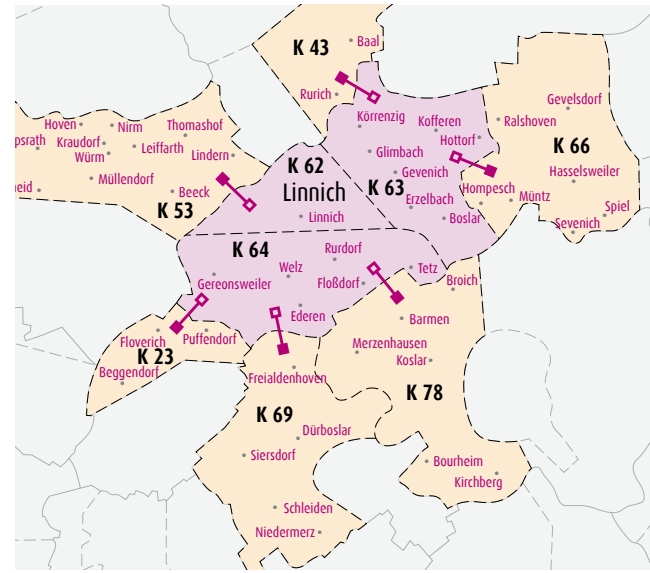 K 43
Baal
Rurich
Körrenzig
Kofferen
Hottorf
Glimbach
Gevenich
K 62
Linnich
K 63
Erzelbach
Boslar
Linnich
Gevelsdorf
Ralshoven
K 66
Hasselsweiler
Hompesch
Müntz
Spiel
Sevenich
Hoven
Nirm
Thomashof
psrath
Kraudorf
Leiffarth
Würm
Lindern
Müllendorf
heid
Beeck
K 53
K 64
Rurdorf
Welz
Gereonsweiler
Floßdorf
Tetz
Ederen
Broich
Barmen
Merzenhausen
Koslar
K 78
Bourheim
Kirchberg
Floverich
Puffendorf
K 23
Beggendorf
Freialdenhoven
K 69
Dürboslar
Siersdorf
Schleiden
Niedermerz